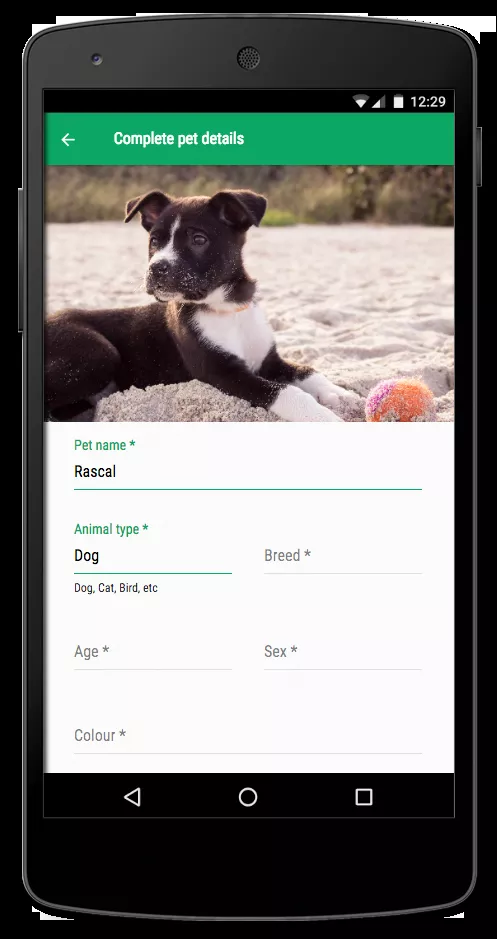 12:29
Complete pet details
Pet name *
Rascal
Animal type *
Dog
Breed *
Dog, Cat, Bird, etc
Age *
Sex *
Colour *